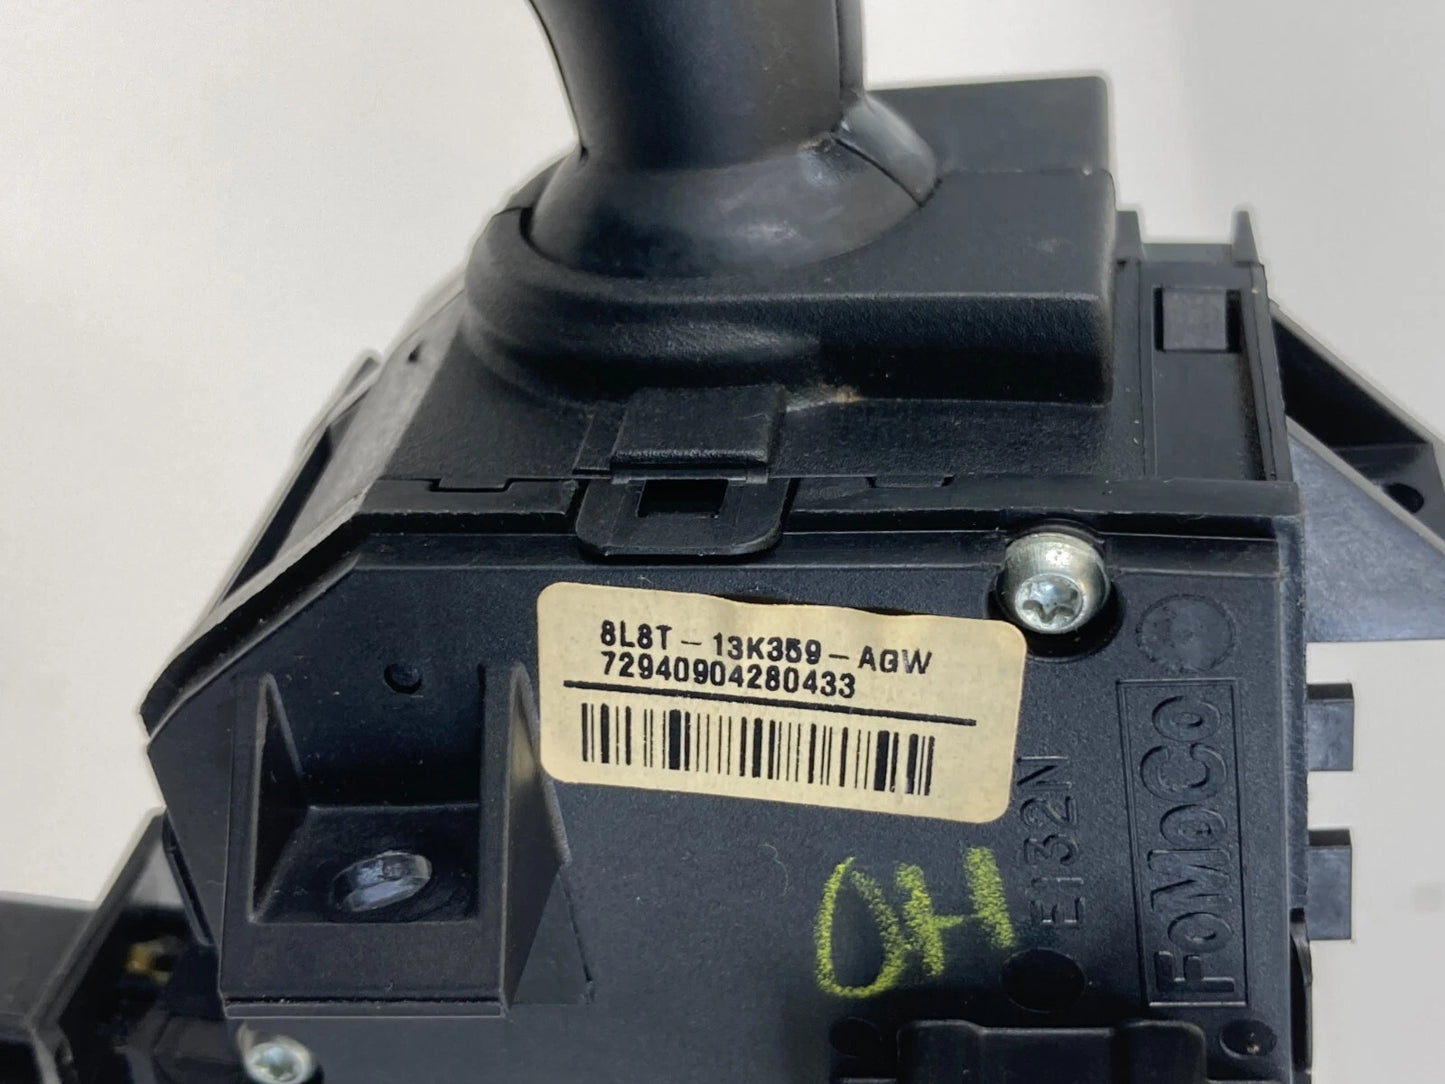 8L8T-13K359-AGW
72940904280433
E132N
FoMoCo
OH